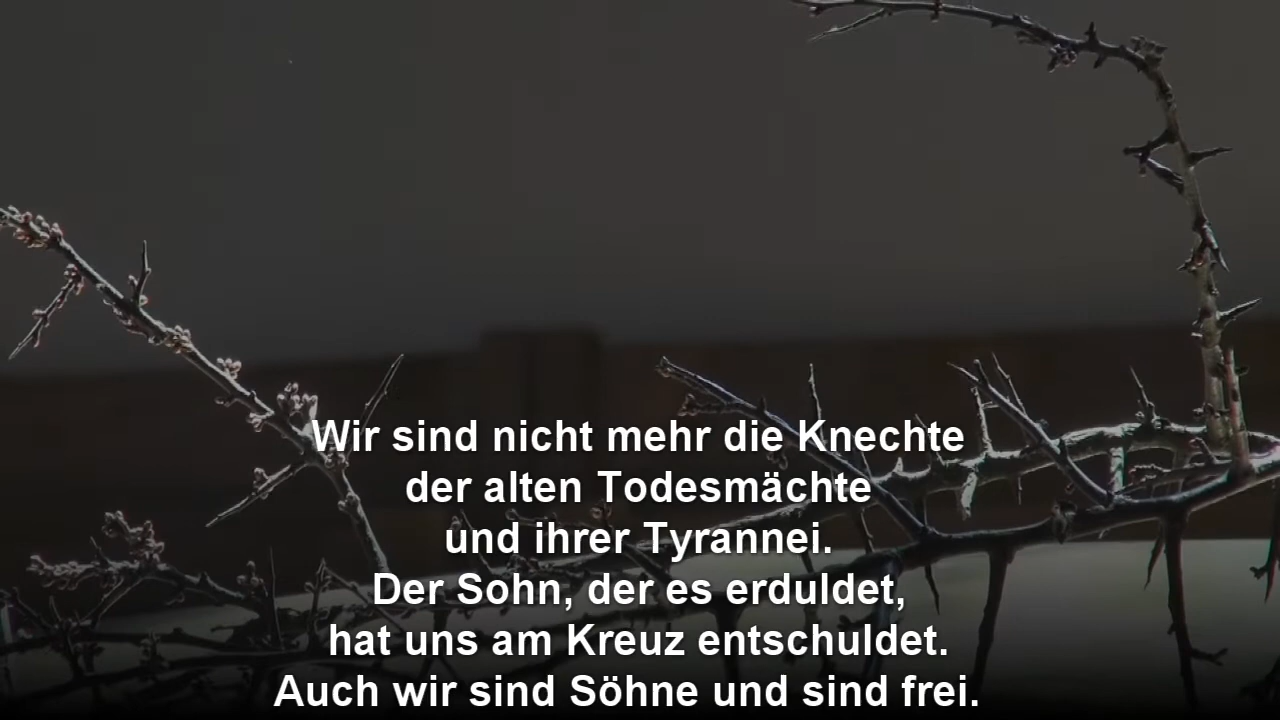 Wir sind nicht mehr die Knechte
der alten Todesmächte
und ihrer Tyrannei.
Der Sohn, der es erduldet,
hat uns am Kreuz entschuldet.
Auch wir sind Söhne und sind frei.